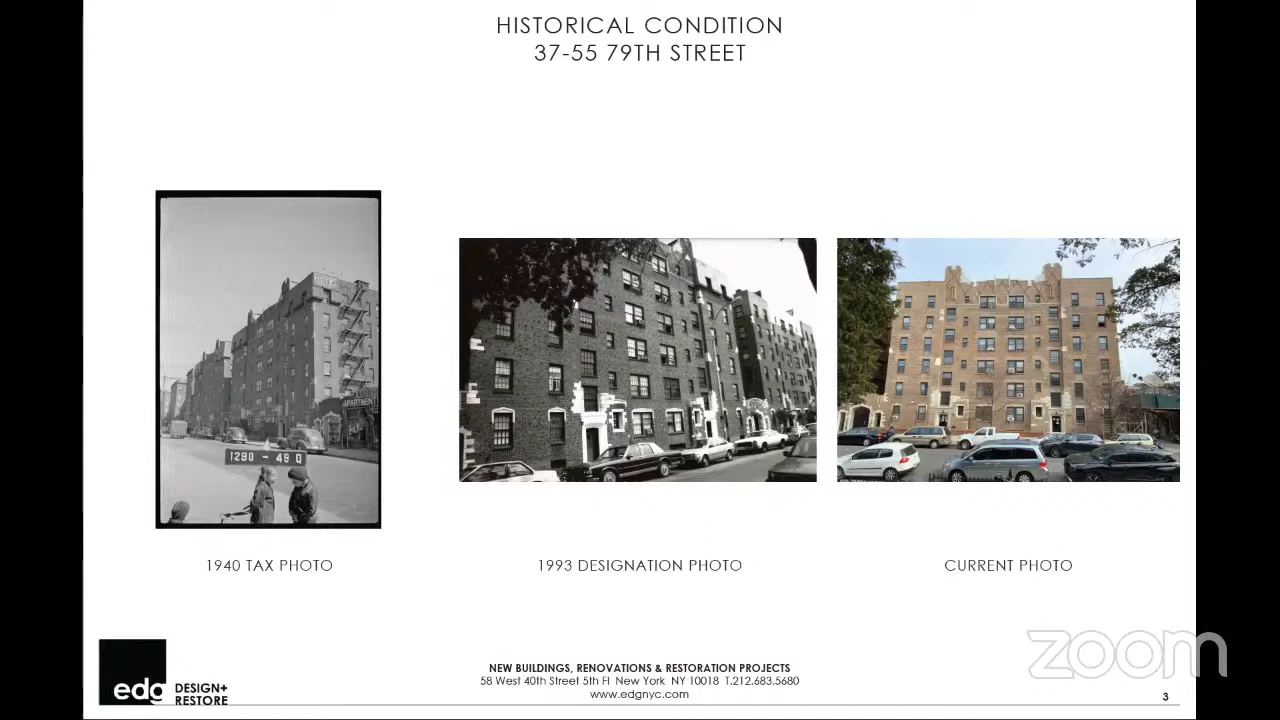 HISTORICAL CONDITION
37-55 79TH STREET
APARTMENT
1290 - 49 Q
1940 TAX PHOTO
1993 DESIGNATION PHOTO
CURRENT PHOTO
edg DESIGN+
RESTORE
NEW BUILDINGS, RENOVATIONS & RESTORATION PROJECTS
58 West 40th Street 5th Fl New York NY 10018 T.212.683.5680
www.edgnyc.com
zoom
3